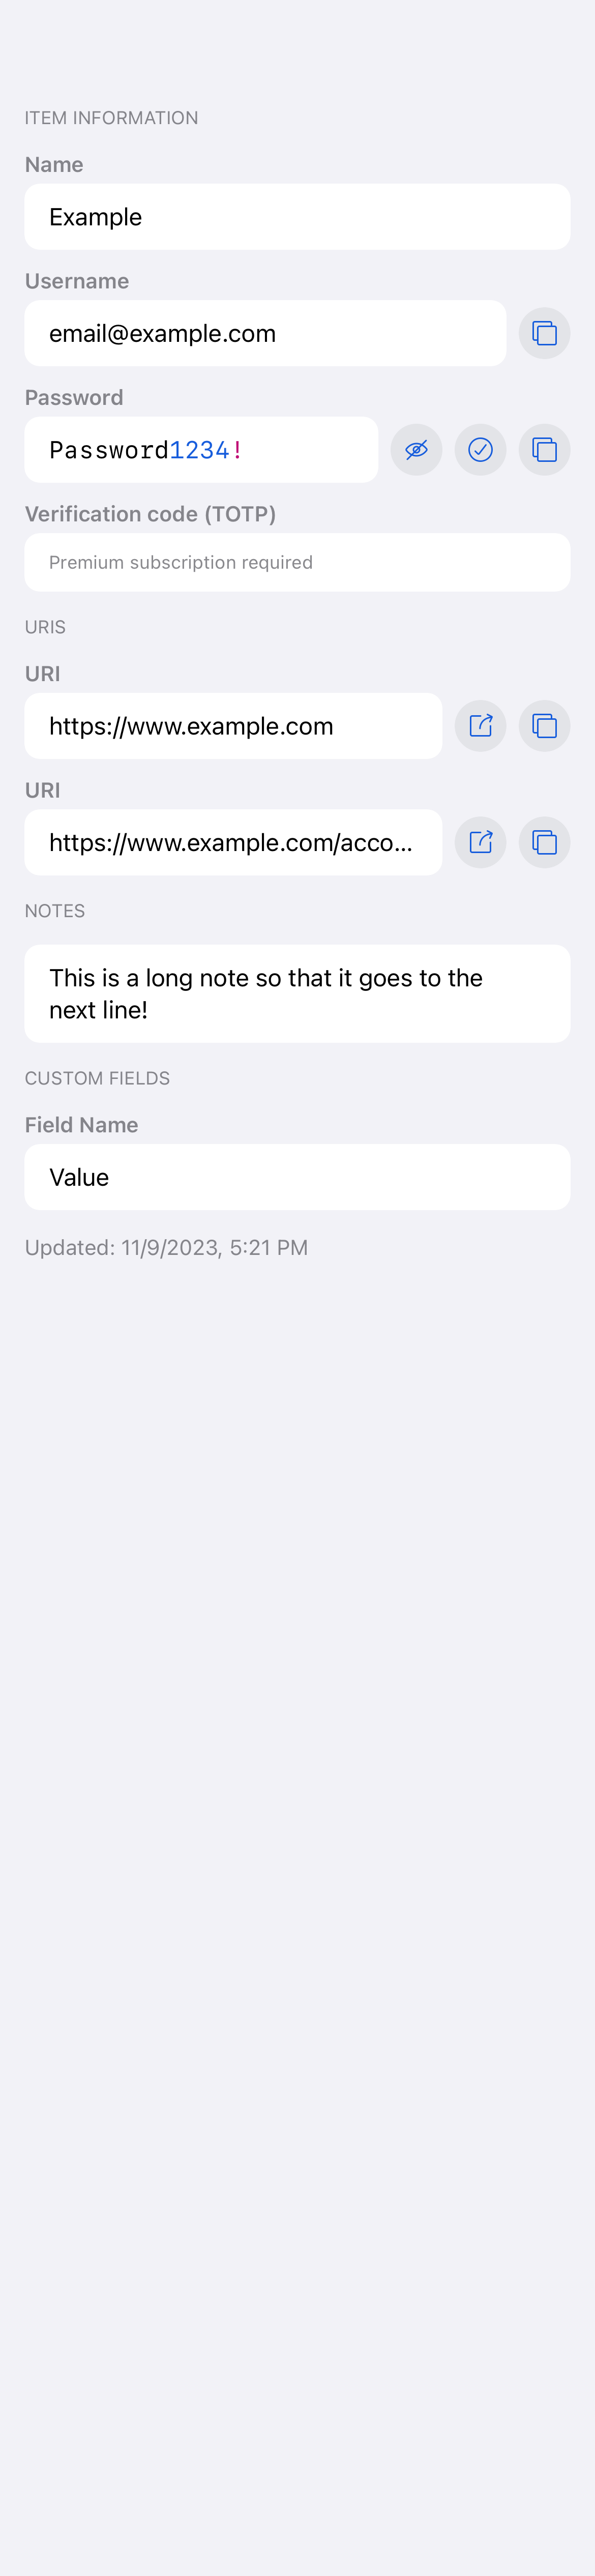 ITEM INFORMATION
Name
Example
Username
email@example.com
Password
Password1234!
Verification code (TOTP)
Premium subscription required
URIS
URI
https://www.example.com
URI
https://www.example.com/acco...
NOTES
This is a long note so that it goes to the
next line!
CUSTOM FIELDS
Field Name
Value
Updated: 11/9/2023, 5:21 PM